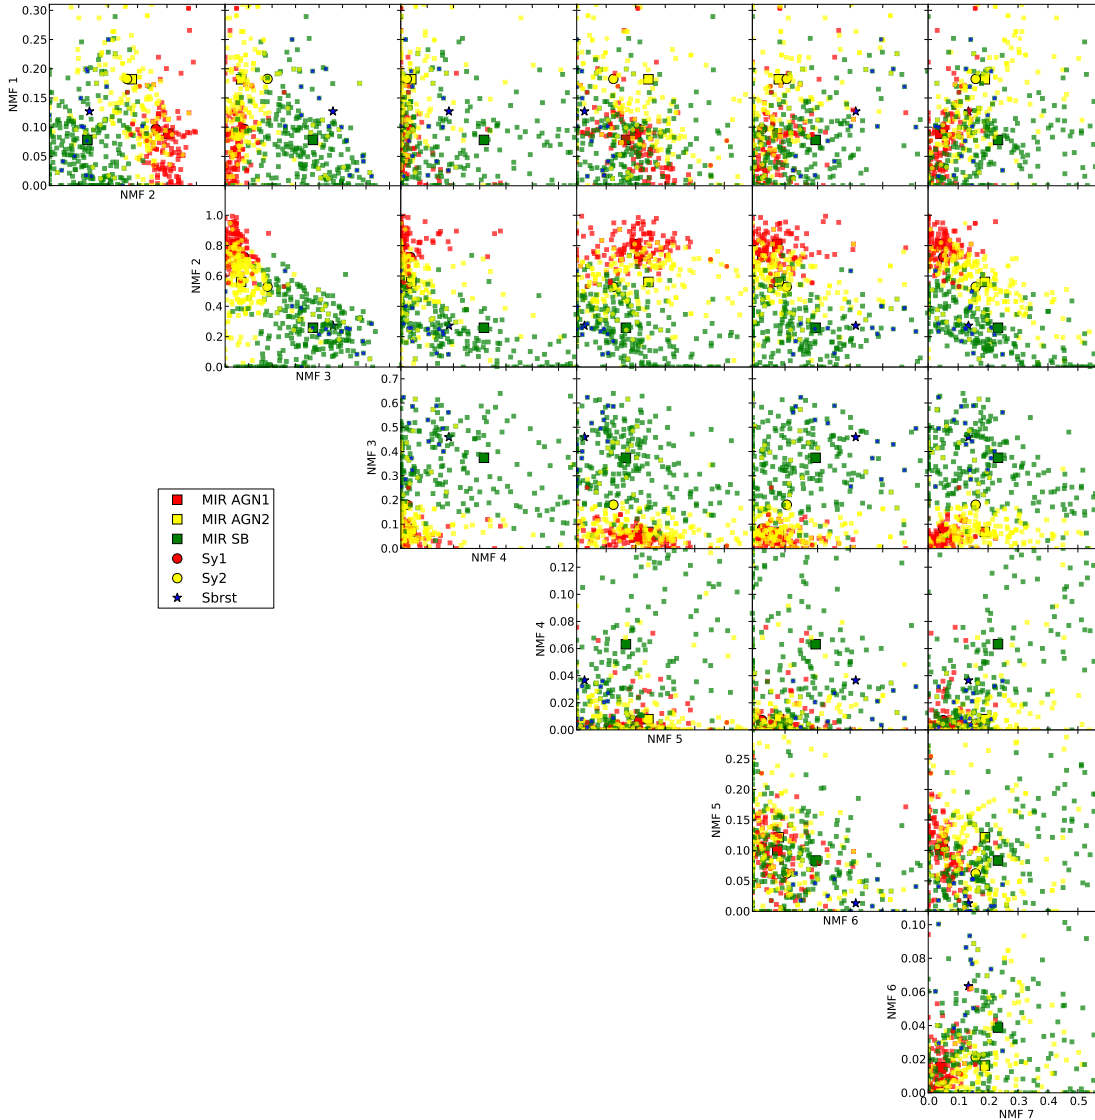 0.30
0.25
0.20
0.15
0.10
0.05
0.00
NMF 1
NMF 2
1.0
0.8
0.6
0.4
0.2
0.0
NMF 2
NMF 3
0.7
0.6
0.5
0.4
0.3
0.2
0.1
0.0
NMF 3
NMF 4
MIR AGN1
MIR AGN2
MIR SB
Sy1
Sy2
Sbrst
0.12
0.10
0.08
0.06
0.04
0.02
0.00
NMF 4
NMF 5
0.25
0.20
0.15
0.10
0.05
0.00
NMF 5
NMF 6
0.10
0.08
0.06
0.04
0.02
0.00
NMF 6
0.0 0.1 0.2 0.3 0.4 0.5
NMF 7